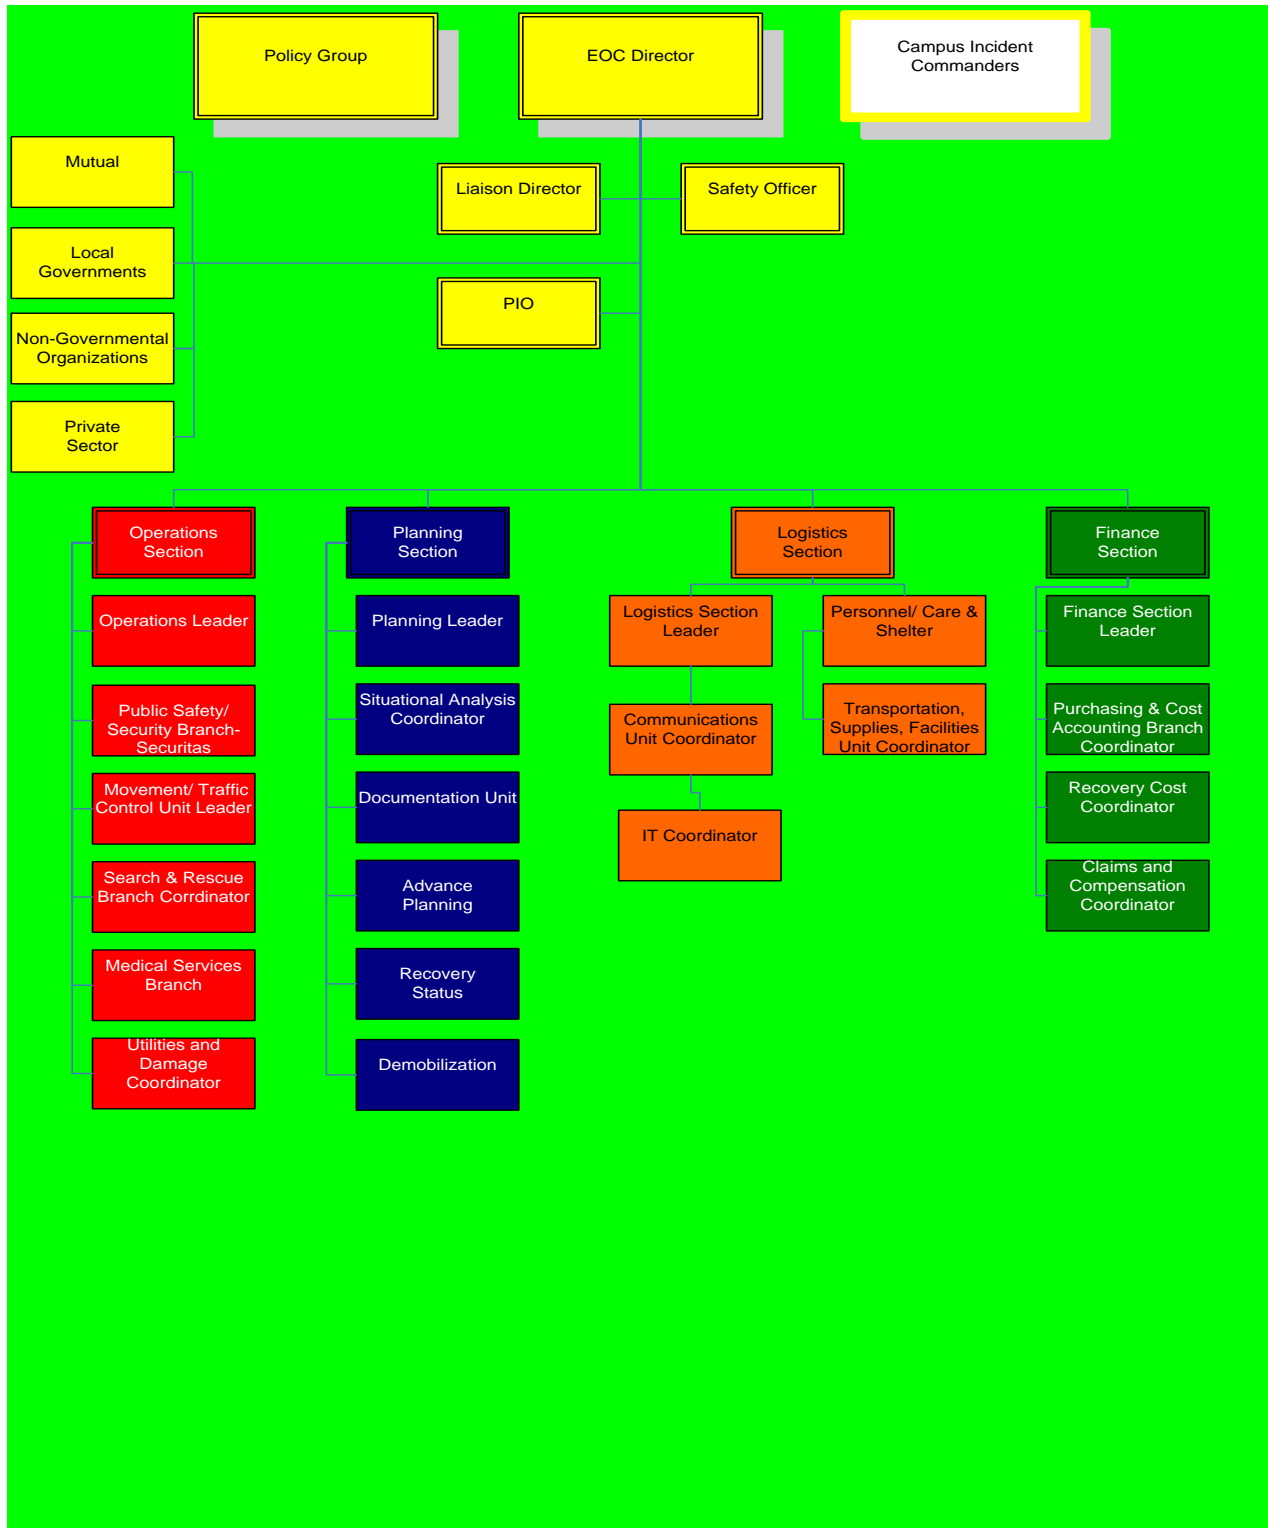 Policy Group
EOC Director
Campus Incident
Commanders
Mutual
Liaison Director
Safety Officer
Local
Governments
PIO
Non-Governmental
Organizations
Private
Sector
Operations
Section
Planning
Section
Logistics
Section
Finance
Section
Operations Leader
Planning Leader
Logistics Section
Leader
Personnel/ Care &
Shelter
Finance Section
Leader
Public Safety/
Security Branch-
Securitas
Situational Analysis
Coordinator
Communications
Unit Coordinator
Transportation,
Supplies, Facilities
Unit Coordinator
Purchasing & Cost
Accounting Branch
Coordinator
Movement/ Traffic
Control Unit Leader
Documentation Unit
IT Coordinator
Recovery Cost
Coordinator
Search & Rescue
Branch Corrdinator
Advance
Planning
Claims and
Compensation
Coordinator
Medical Services
Branch
Recovery
Status
Utilities and
Damage
Coordinator
Demobilization